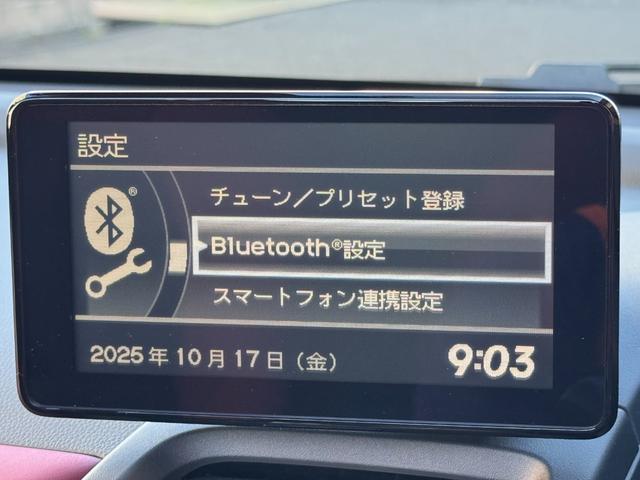 設定
®
チューン／プリセット登録
Bluetooth®設定
スマートフォン連携設定
2025年10月17日（金）
9:03